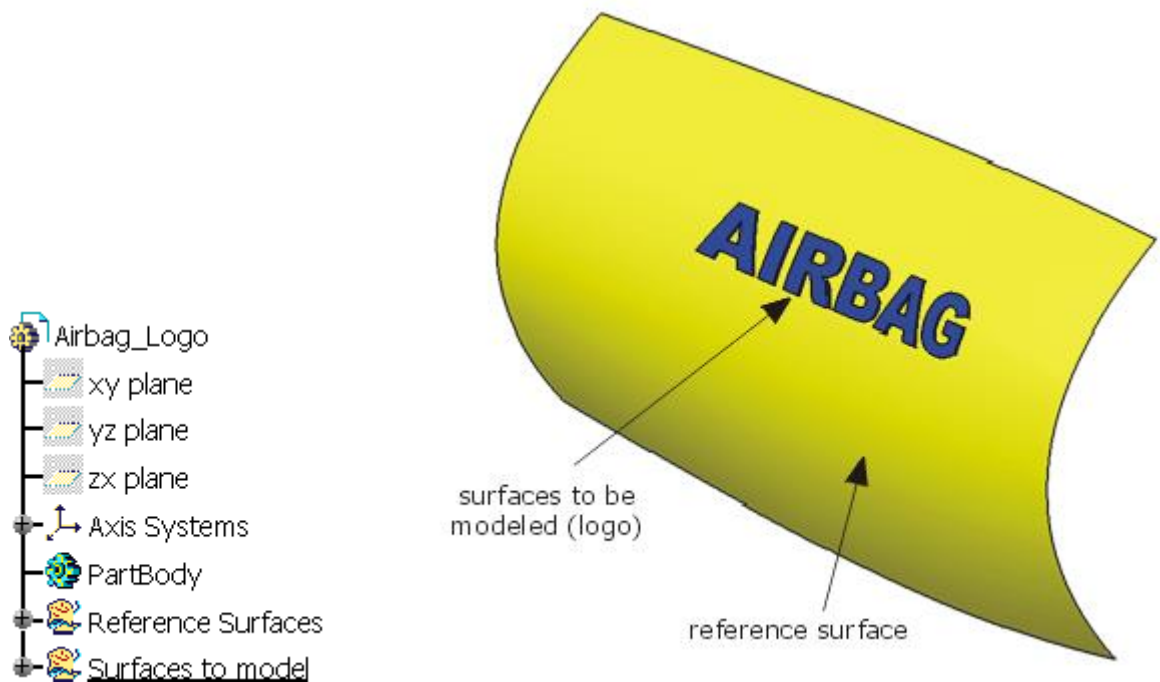 Airbag_Logo
xy plane
yz plane
zx plane
Axis Systems
PartBody
Reference Surfaces
Surfaces to model
AIRBAG
surfaces to be
modeled (logo)
reference surface